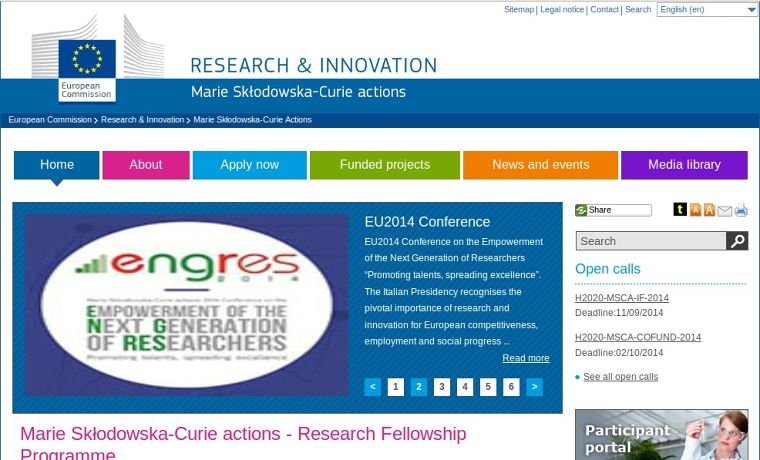 Sitemap | Legal notice | Contact | Search English (en)
European
Commission
RESEARCH & INNOVATION
Marie Skłodowska-Curie actions
European Commission > Research & Innovation > Marie Skłodowska-Curie Actions
Home About Apply now Funded projects News and events Media library
engres
2014
Marie Skłodowska-Curie actions 2014 Conference on the
EMPOWERMENT OF THE
NEXT GENERATION
OF RESEARCHERS
Promoting talents, spreading excellence
EU2014 Conference
EU2014 Conference on the Empowerment
of the Next Generation of Researchers
“Promoting talents, spreading excellence”.
The Italian Presidency recognises the
pivotal importance of research and
innovation for European competitiveness,
employment and social progress ...
Read more
< 1 2 3 4 5 6 >
Share t A A
Search
Open calls
H2020-MSCA-IF-2014
Deadline:11/09/2014
H2020-MSCA-COFUND-2014
Deadline:02/10/2014
See all open calls
Participant
portal
Marie Skłodowska-Curie actions - Research Fellowship
Programme